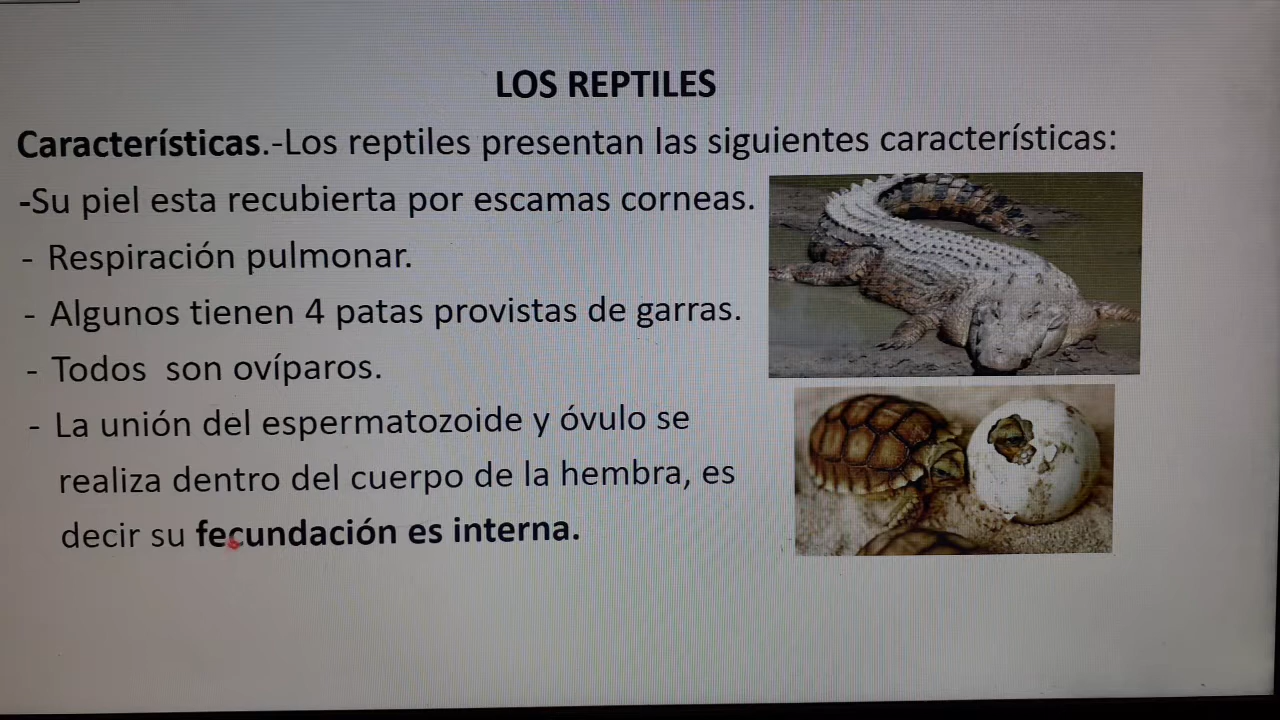 LOS REPTILES
Características.-Los reptiles presentan las siguientes características:
-Su piel esta recubierta por escamas corneas.
- Respiración pulmonar.
- Algunos tienen 4 patas provistas de garras.
- Todos son ovíparos.
- La unión del espermatozoide y óvulo se
realiza dentro del cuerpo de la hembra, es
decir su fecundación es interna.